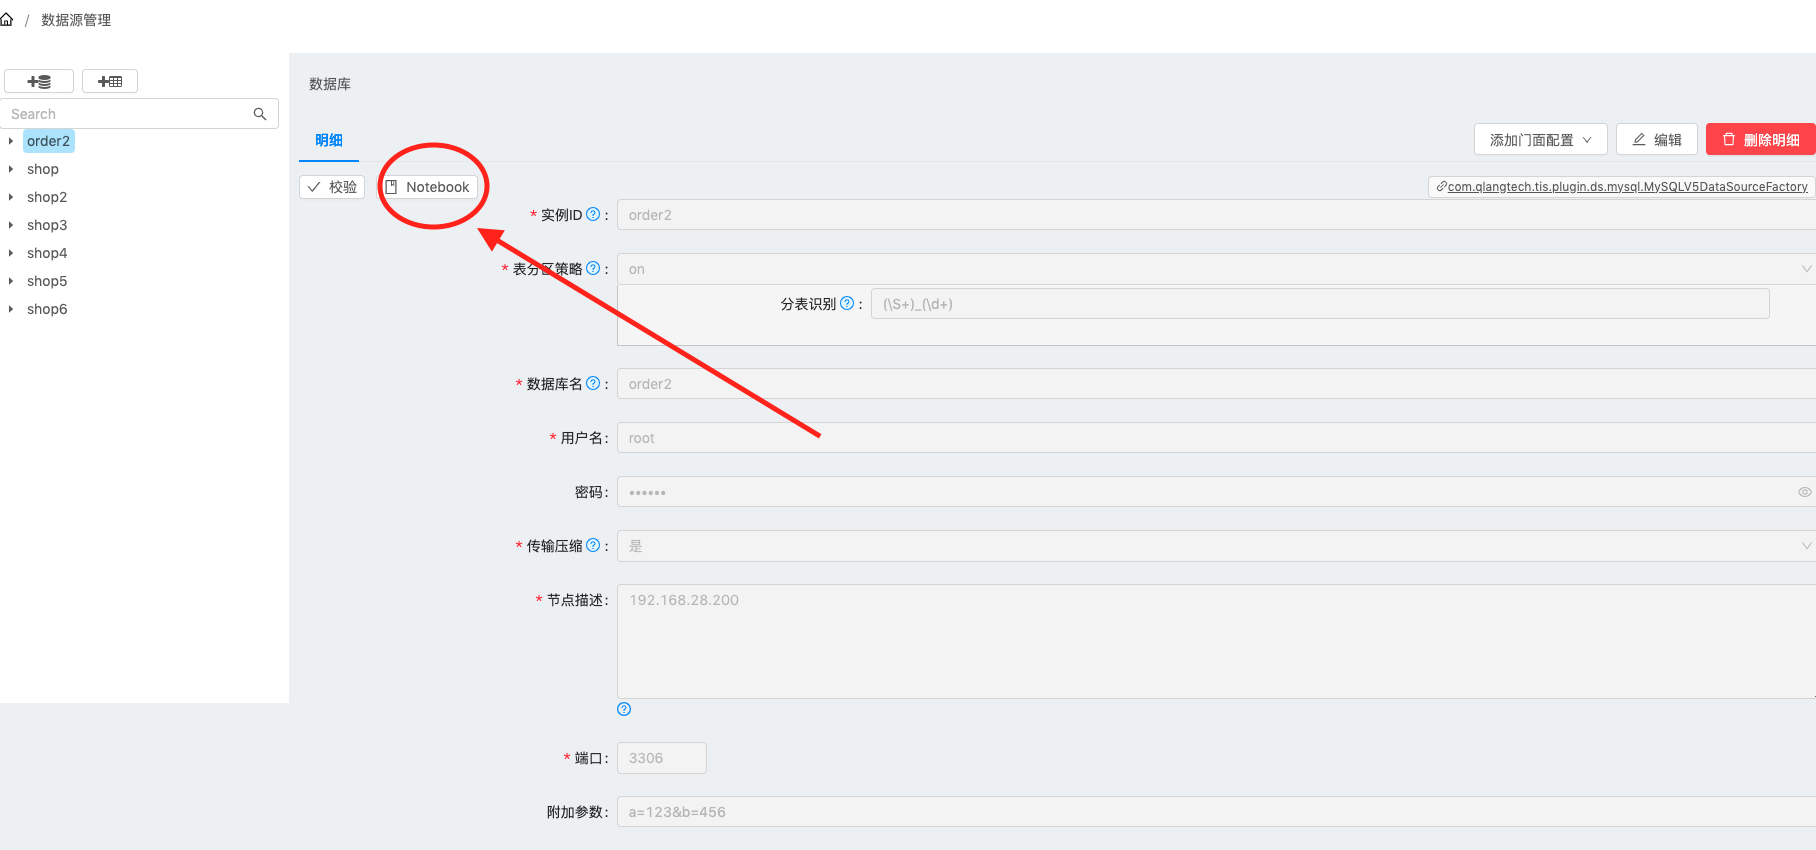 / 数据源管理
Search
order2
shop
shop2
shop3
shop4
shop5
shop6
数据库
明细
添加门面配置
编辑
删除明细
校验
Notebook
com.qlangtech.tis.plugin.ds.mysql.MySQLV5DataSourceFactory
* 实例ID ? : order2
* 表分区策略 ? : on
分表识别 ? : (\S+)_(\d+)
* 数据库名 ? : order2
* 用户名 : root
密码 : ••••••
* 传输压缩 ? : 是
* 节点描述 : 192.168.28.200
?
* 端口 : 3306
附加参数 : a=123&b=456